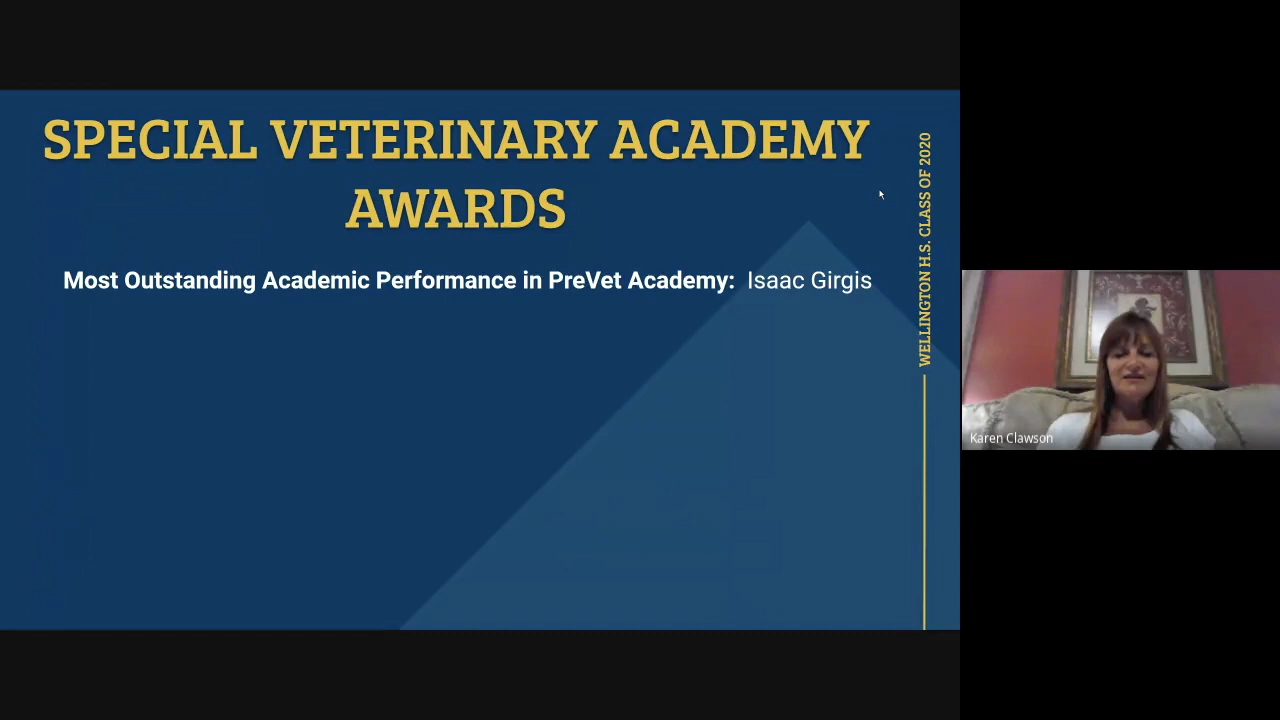 SPECIAL VETERINARY ACADEMY
AWARDS
Most Outstanding Academic Performance in PreVet Academy: Isaac Girgis
WELLINGTON H.S. CLASS OF 2020
Karen Clawson